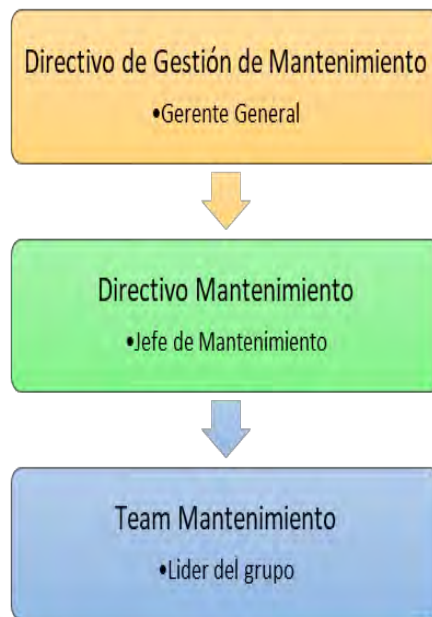 Directivo de Gestión de Mantenimiento
•Gerente General
Directivo Mantenimiento
•Jefe de Mantenimiento
Team Mantenimiento
•Lider del grupo